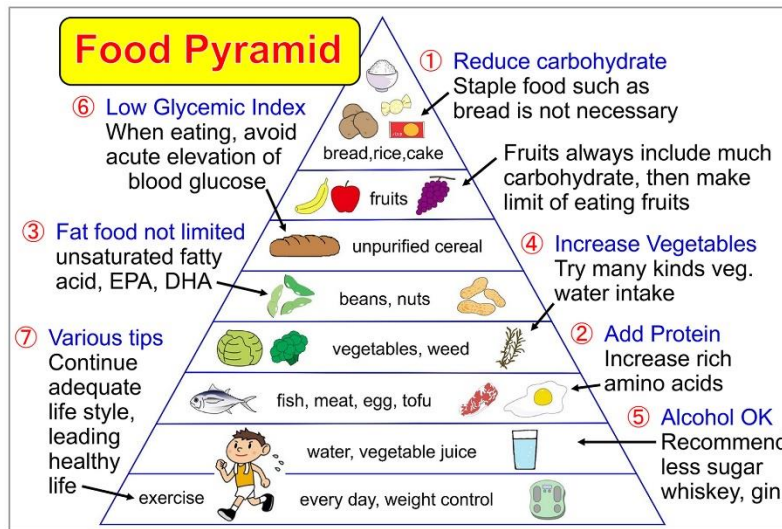 Food Pyramid
① Reduce carbohydrate
Staple food such as
bread is not necessary
⑥ Low Glycemic Index
When eating, avoid
acute elevation of
blood glucose
bread,rice,cake
Fruits always include much
carbohydrate, then make
limit of eating fruits
fruits
③ Fat food not limited
unsaturated fatty
acid, EPA, DHA
unpurified cereal
④ Increase Vegetables
Try many kinds veg.
water intake
beans, nuts
⑦ Various tips
Continue
adequate
life style,
leading
healthy
life
vegetables, weed
② Add Protein
Increase rich
amino acids
fish, meat, egg, tofu
⑤ Alcohol OK
Recommend
less sugar
whiskey, gin
water, vegetable juice
exercise
every day, weight control